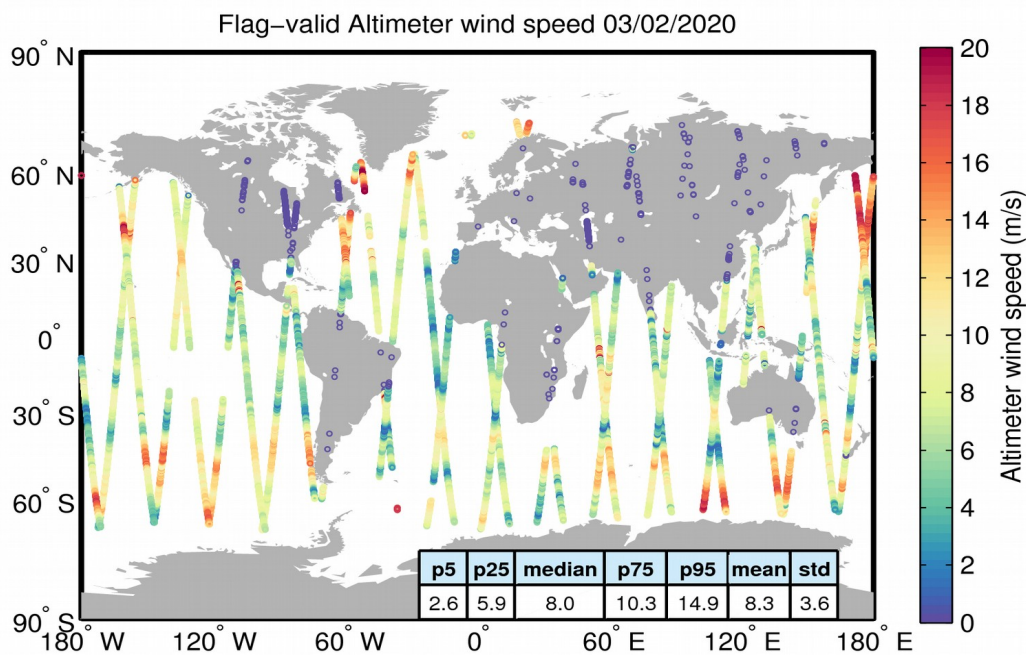 Flag-valid Altimeter wind speed 03/02/2020
90° N
60° N
30° N
0°
30° S
60° S
90° S
180° W
120° W
60° W
0°
60° E
120° E
180° E
p5 p25 median p75 p95 mean std
2.6 5.9 8.0 10.3 14.9 8.3 3.6
20
18
16
14
12
10
8
6
4
2
0
Altimeter wind speed (m/s)